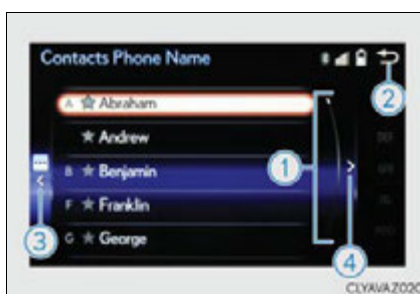 Contacts Phone Name
2
A Abraham
Andrew
1
B Benjamin
F Franklin
3
4
G George
CLYAVAZ020